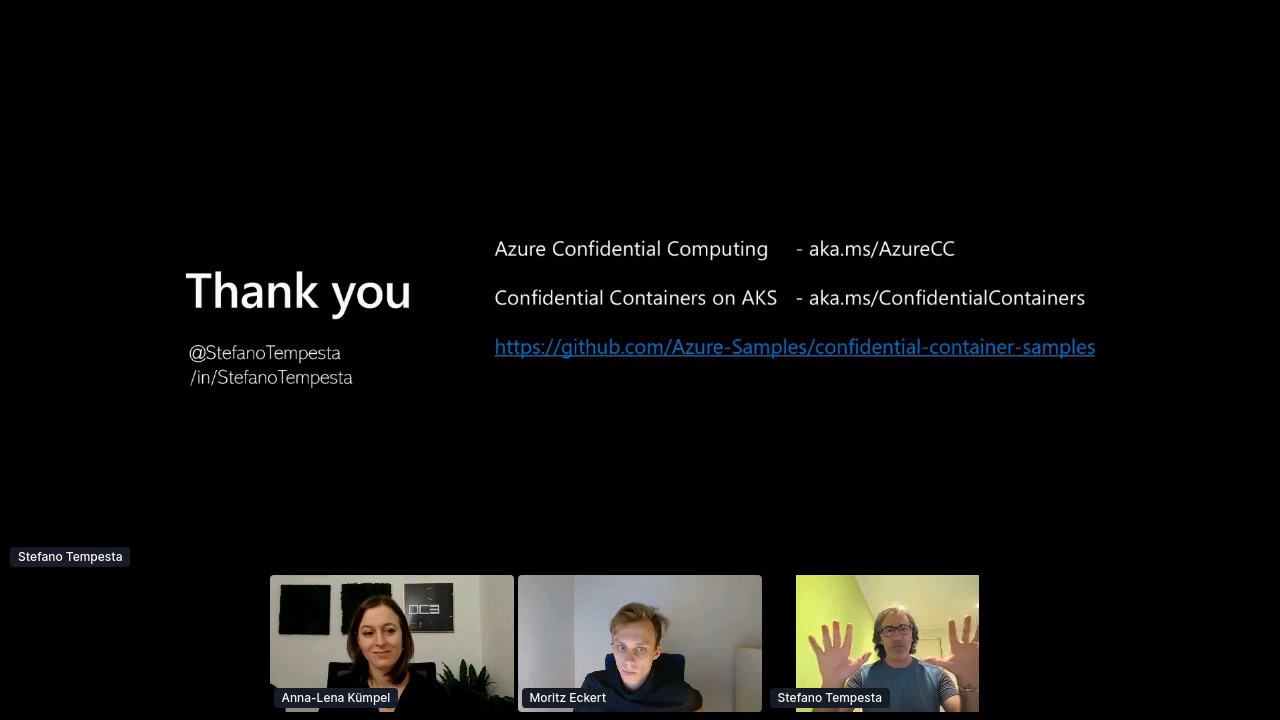 Thank you
@StefanoTempesta
/in/StefanoTempesta
Azure Confidential Computing - aka.ms/AzureCC
Confidential Containers on AKS - aka.ms/ConfidentialContainers
https://github.com/Azure-Samples/confidential-container-samples
Stefano Tempesta
OC3
Anna-Lena Kümpel
Moritz Eckert
Stefano Tempesta